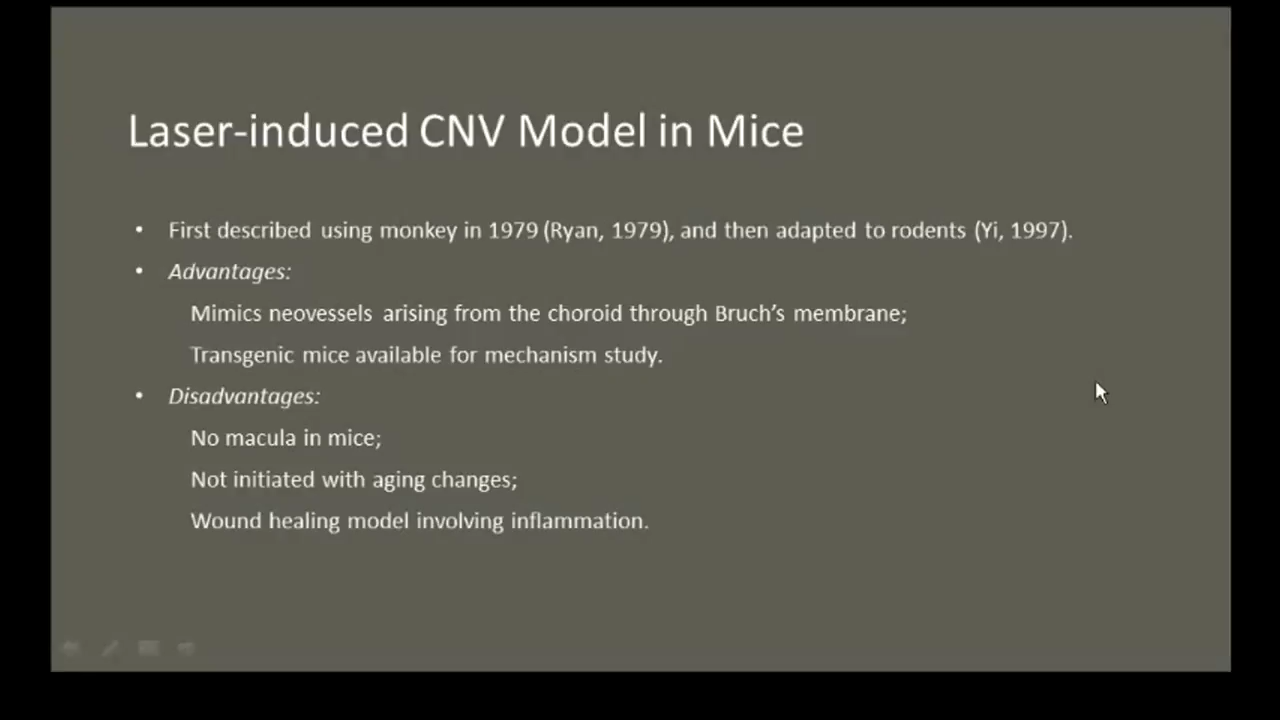 Laser-induced CNV Model in Mice
• First described using monkey in 1979 (Ryan, 1979), and then adapted to rodents (Yi, 1997).
• Advantages:
Mimics neovessels arising from the choroid through Bruch’s membrane;
Transgenic mice available for mechanism study.
• Disadvantages:
No macula in mice;
Not initiated with aging changes;
Wound healing model involving inflammation.